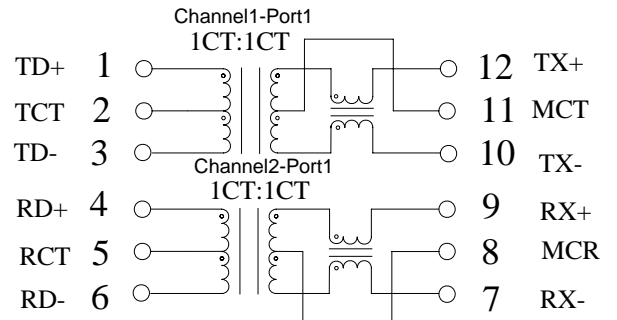 Channel1-Port1
1CT:1CT
TD+ 1 12 TX+
TCT 2 11 MCT
TD- 3 10 TX-
Channel2-Port1
1CT:1CT
RD+ 4 9 RX+
RCT 5 8 MCR
RD- 6 7 RX-